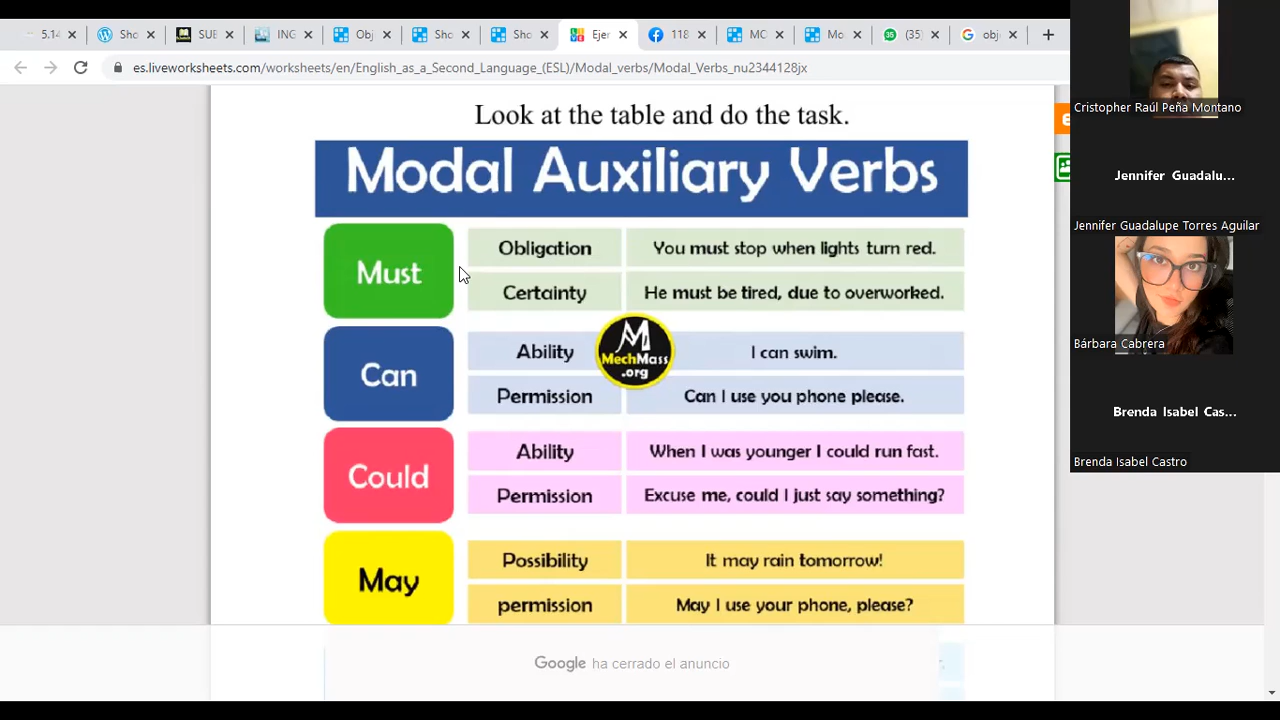 5.14
Sho
SUE
ING
Obj
Sho
Sho
Ejer
118
MC
Mo
(35)
obje
es.liveworksheets.com/worksheets/en/English_as_a_Second_Language_(ESL)/Modal_verbs/Modal_Verbs_nu2344128jx
Look at the table and do the task.
Modal Auxiliary Verbs
Must
Obligation
You must stop when lights turn red.
Certainty
He must be tired, due to overworked.
Can
Ability
I can swim.
Permission
Can I use you phone please.
MechMass
.org
Could
Ability
When I was younger I could run fast.
Permission
Excuse me, could I just say something?
May
Possibility
It may rain tomorrow!
permission
May I use your phone, please?
Google ha cerrado el anuncio
Cristopher Raúl Peña Montano
Jennifer Guadalu...
Jennifer Guadalupe Torres Aguilar
Bárbara Cabrera
Brenda Isabel Cas...
Brenda Isabel Castro